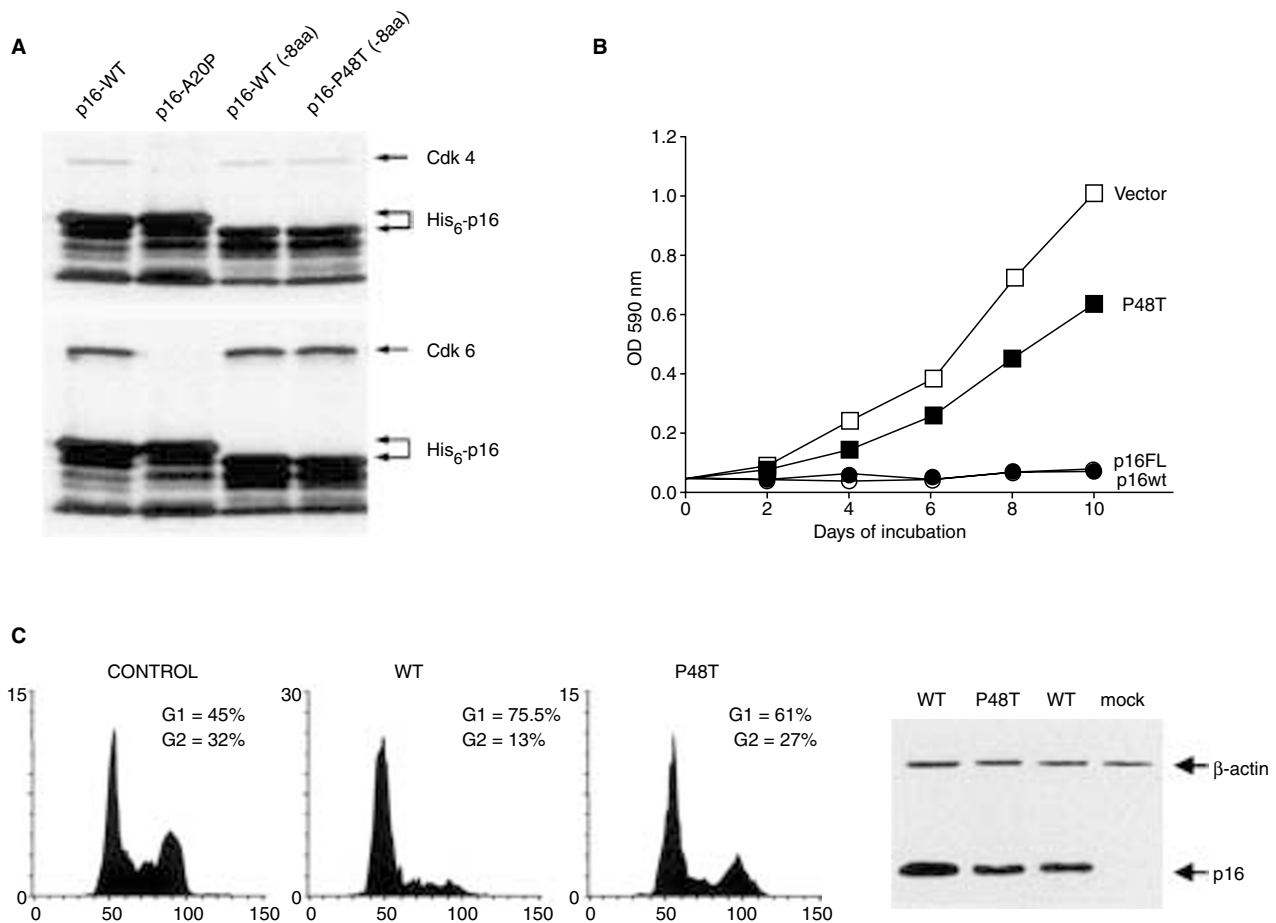 A
p16-WT
p16-A20P
p16-WT (-8aa)
p16-P48T (-8aa)
Cdk 4
His6-p16
Cdk 6
His6-p16
B
1.2
1.0
0.8
0.6
0.4
0.2
0.0
OD 590 nm
0 2 4 6 8 10
Days of incubation
Vector
P48T
p16FL
p16wt
C
CONTROL
15
0
G1 = 45%
G2 = 32%
0 50 100 150
WT
30
0
G1 = 75.5%
G2 = 13%
0 50 100 150
P48T
15
0
G1 = 61%
G2 = 27%
0 50 100 150
WT P48T WT mock
β-actin
p16